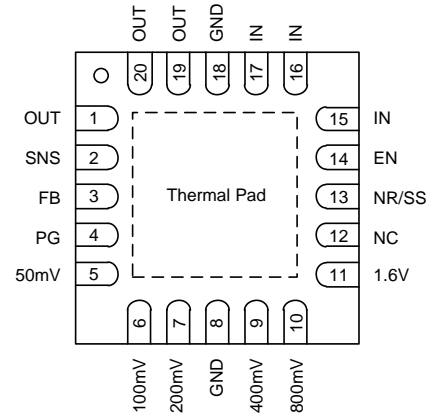 OUT
OUT
GND
IN
IN
20
19
18
17
16
OUT 1
15 IN
SNS 2
14 EN
FB 3
Thermal Pad
13 NR/SS
PG 4
12 NC
50mV 5
11 1.6V
6
7
8
9
10
100mV
200mV
GND
400mV
800mV